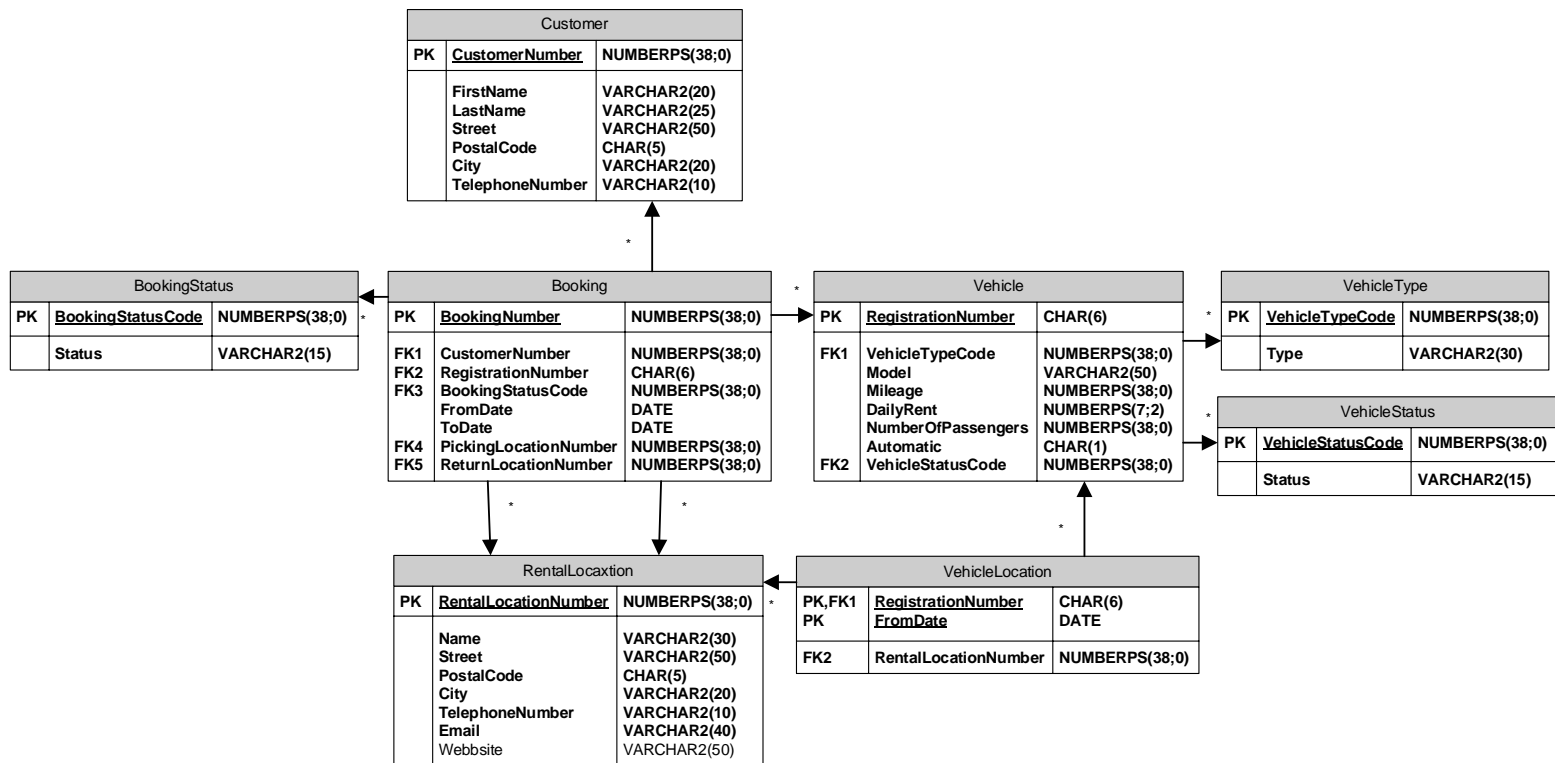 Customer
PK CustomerNumber NUMBERPS(38;0)
FirstName VARCHAR2(20)
LastName VARCHAR2(25)
Street VARCHAR2(50)
PostalCode CHAR(5)
City VARCHAR2(20)
TelephoneNumber VARCHAR2(10)
*
BookingStatus
PK BookingStatusCode NUMBERPS(38;0)
Status VARCHAR2(15)
*
Booking
PK BookingNumber NUMBERPS(38;0)
FK1 CustomerNumber NUMBERPS(38;0)
FK2 RegistrationNumber CHAR(6)
FK3 BookingStatusCode NUMBERPS(38;0)
FromDate DATE
ToDate DATE
FK4 PickingLocationNumber NUMBERPS(38;0)
FK5 ReturnLocationNumber NUMBERPS(38;0)
*
Vehicle
PK RegistrationNumber CHAR(6)
FK1 VehicleTypeCode NUMBERPS(38;0)
Model VARCHAR2(50)
Mileage NUMBERPS(38;0)
DailyRent NUMBERPS(7;2)
NumberOfPassengers NUMBERPS(38;0)
Automatic CHAR(1)
FK2 VehicleStatusCode NUMBERPS(38;0)
*
VehicleType
PK VehicleTypeCode NUMBERPS(38;0)
Type VARCHAR2(30)
*
VehicleStatus
PK VehicleStatusCode NUMBERPS(38;0)
Status VARCHAR2(15)
*
*
*
RentalLocaxtion
PK RentalLocationNumber NUMBERPS(38;0)
Name VARCHAR2(30)
Street VARCHAR2(50)
PostalCode CHAR(5)
City VARCHAR2(20)
TelephoneNumber VARCHAR2(10)
Email VARCHAR2(40)
Webbsite VARCHAR2(50)
*
VehicleLocation
PK,FK1 RegistrationNumber CHAR(6)
PK FromDate DATE
FK2 RentalLocationNumber NUMBERPS(38;0)